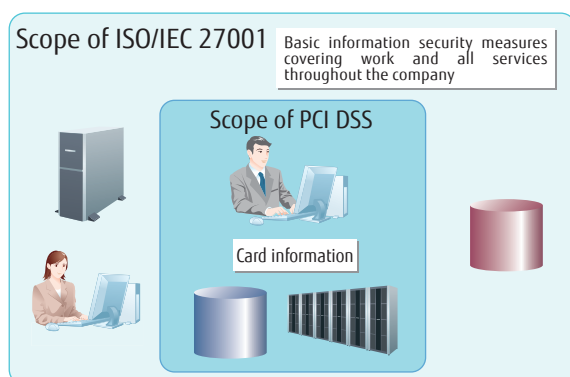 Scope of ISO/IEC 27001
Basic information security measures
covering work and all services
throughout the company
Scope of PCI DSS
Card information